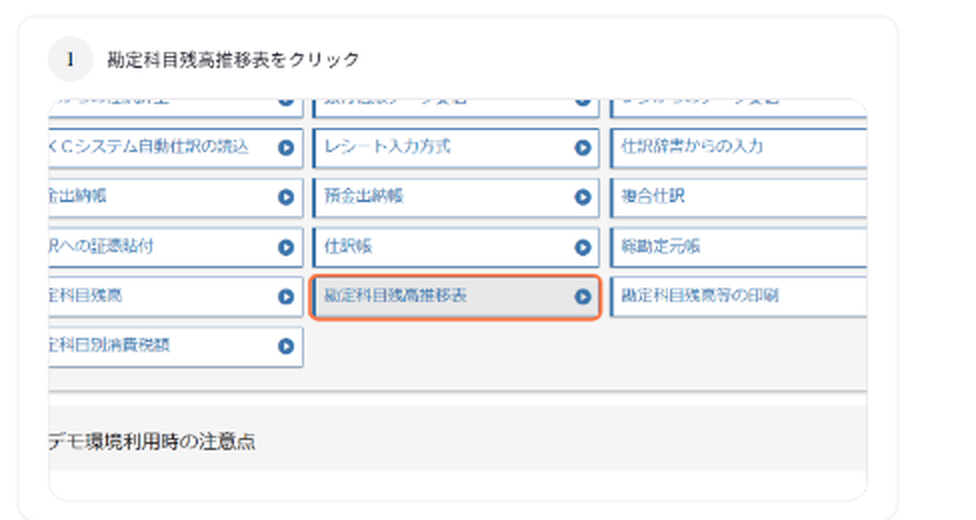 1 勘定科目残高推移表をクリック
ＫＣシステム自動仕訳の読込 レシート入力方式 仕訳辞書からの入力
金出納帳 預金出納帳 複合仕訳
訳への証憑貼付 仕訳帳 総勘定元帳
定科目残高 勘定科目残高推移表 勘定科目残高等の印刷
定科目別消費税額
デモ環境利用時の注意点